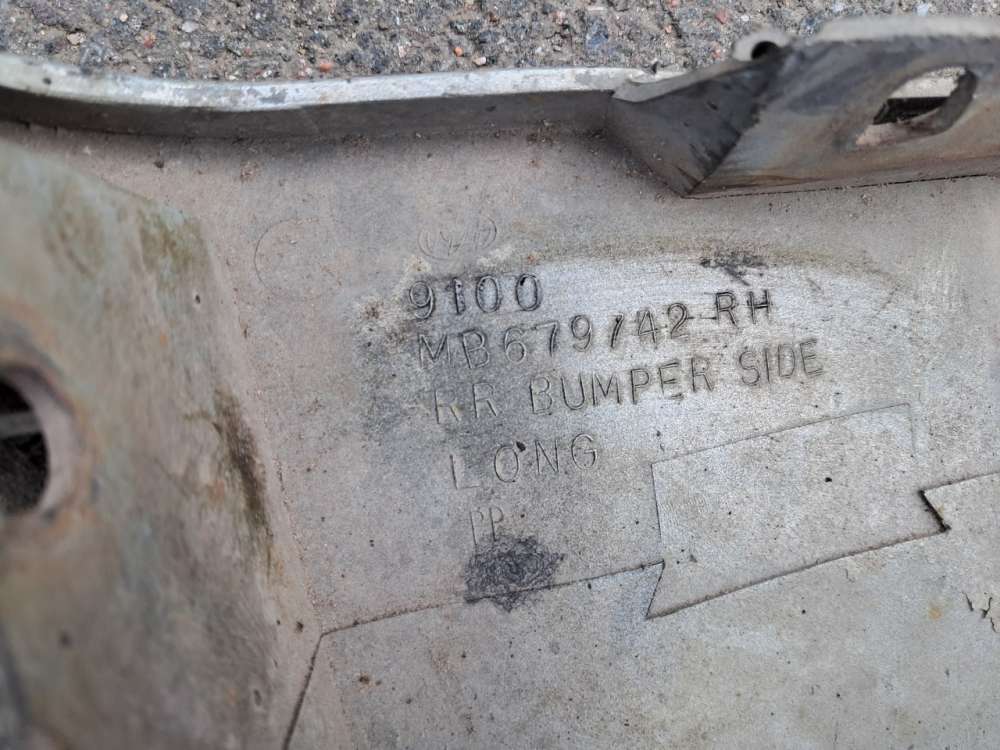 9100
MB679742 RH
RR BUMPER SIDE
LONG
PP